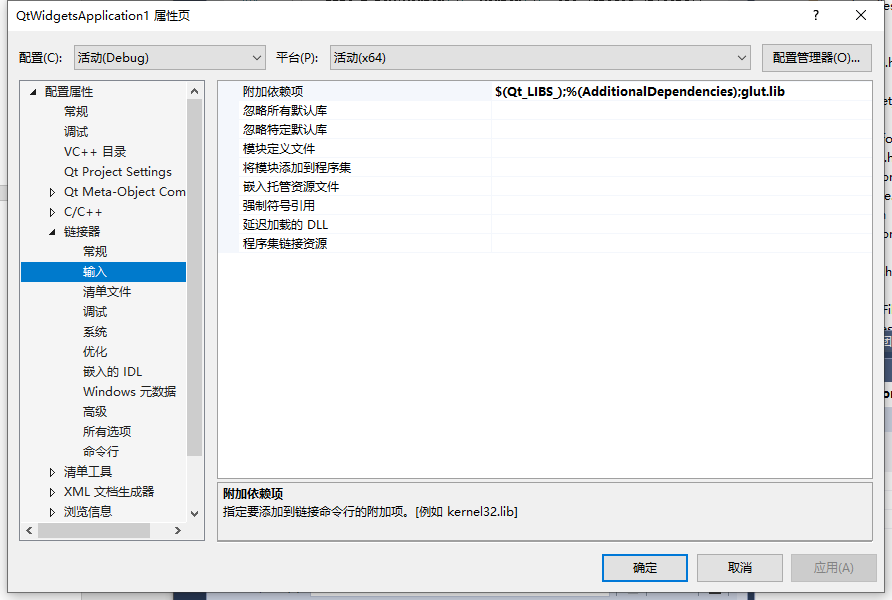 QtWidgetsApplication1 属性页
配置(C): 活动(Debug) 平台(P): 活动(x64) 配置管理器(O)...
配置属性
常规
调试
VC++ 目录
Qt Project Settings
Qt Meta-Object Com
C/C++
链接器
常规
输入
清单文件
调试
系统
优化
嵌入的 IDL
Windows 元数据
高级
所有选项
命令行
清单工具
XML 文档生成器
浏览信息
附加依赖项 $(Qt_LIBS_);%(AdditionalDependencies);glut.lib
忽略所有默认库
忽略特定默认库
模块定义文件
将模块添加到程序集
嵌入托管资源文件
强制符号引用
延迟加载的 DLL
程序集链接资源
附加依赖项
指定要添加到链接命令行的附加项。[例如 kernel32.lib]
确定 取消 应用(A)